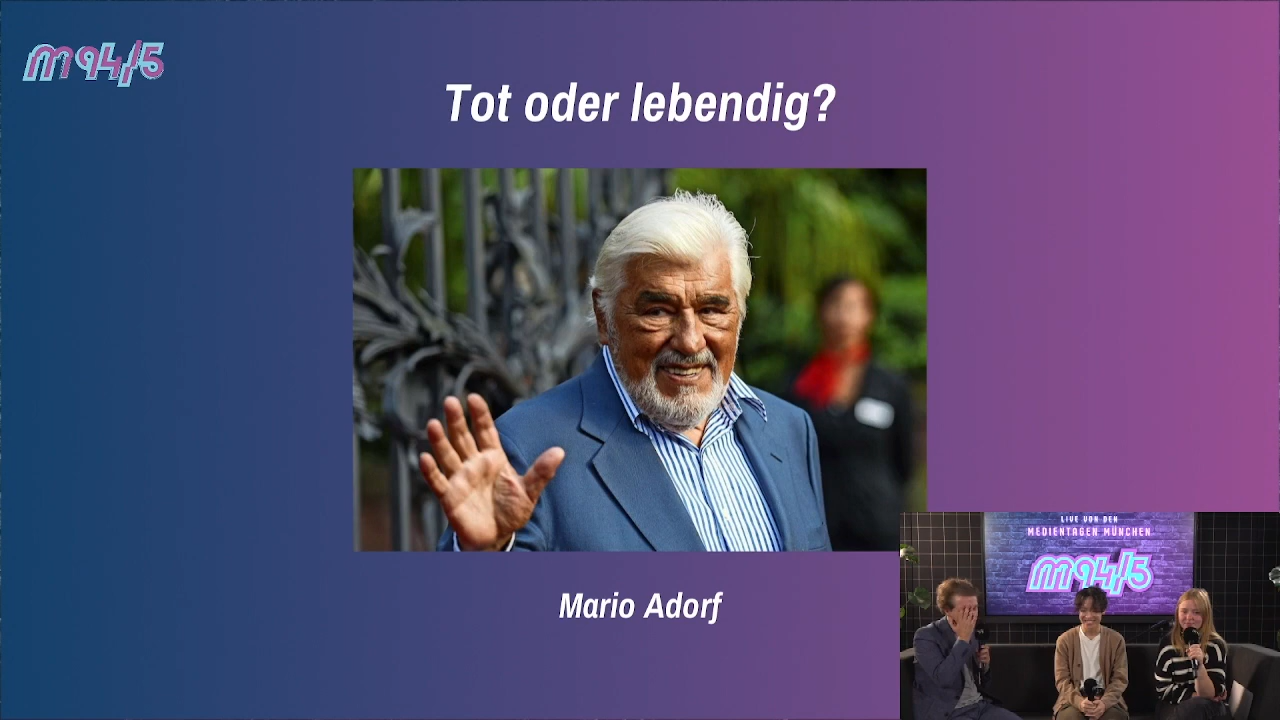 M94/5
Tot oder lebendig?
Mario Adorf
LIVE VON DEN
MEDIENTAGEN MÜNCHEN
M94/5